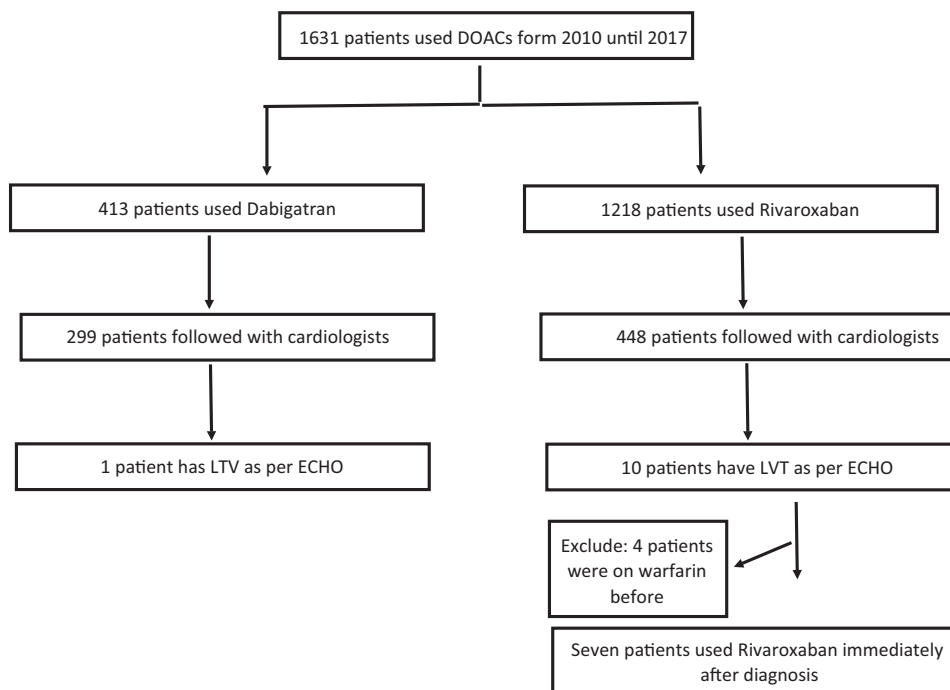 1631 patients used DOACs form 2010 until 2017
413 patients used Dabigatran
1218 patients used Rivaroxaban
299 patients followed with cardiologists
448 patients followed with cardiologists
1 patient has LTV as per ECHO
10 patients have LVT as per ECHO
Exclude: 4 patients
were on warfarin
before
Seven patients used Rivaroxaban immediately
after diagnosis